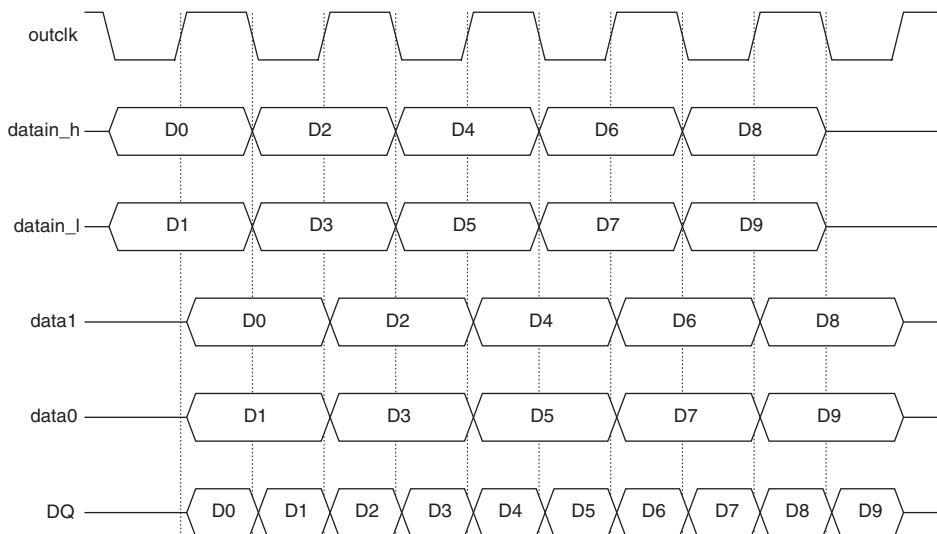 outclk
datain_h D0 D2 D4 D6 D8
datain_l D1 D3 D5 D7 D9
data1 D0 D2 D4 D6 D8
data0 D1 D3 D5 D7 D9
DQ D0 D1 D2 D3 D4 D5 D6 D7 D8 D9